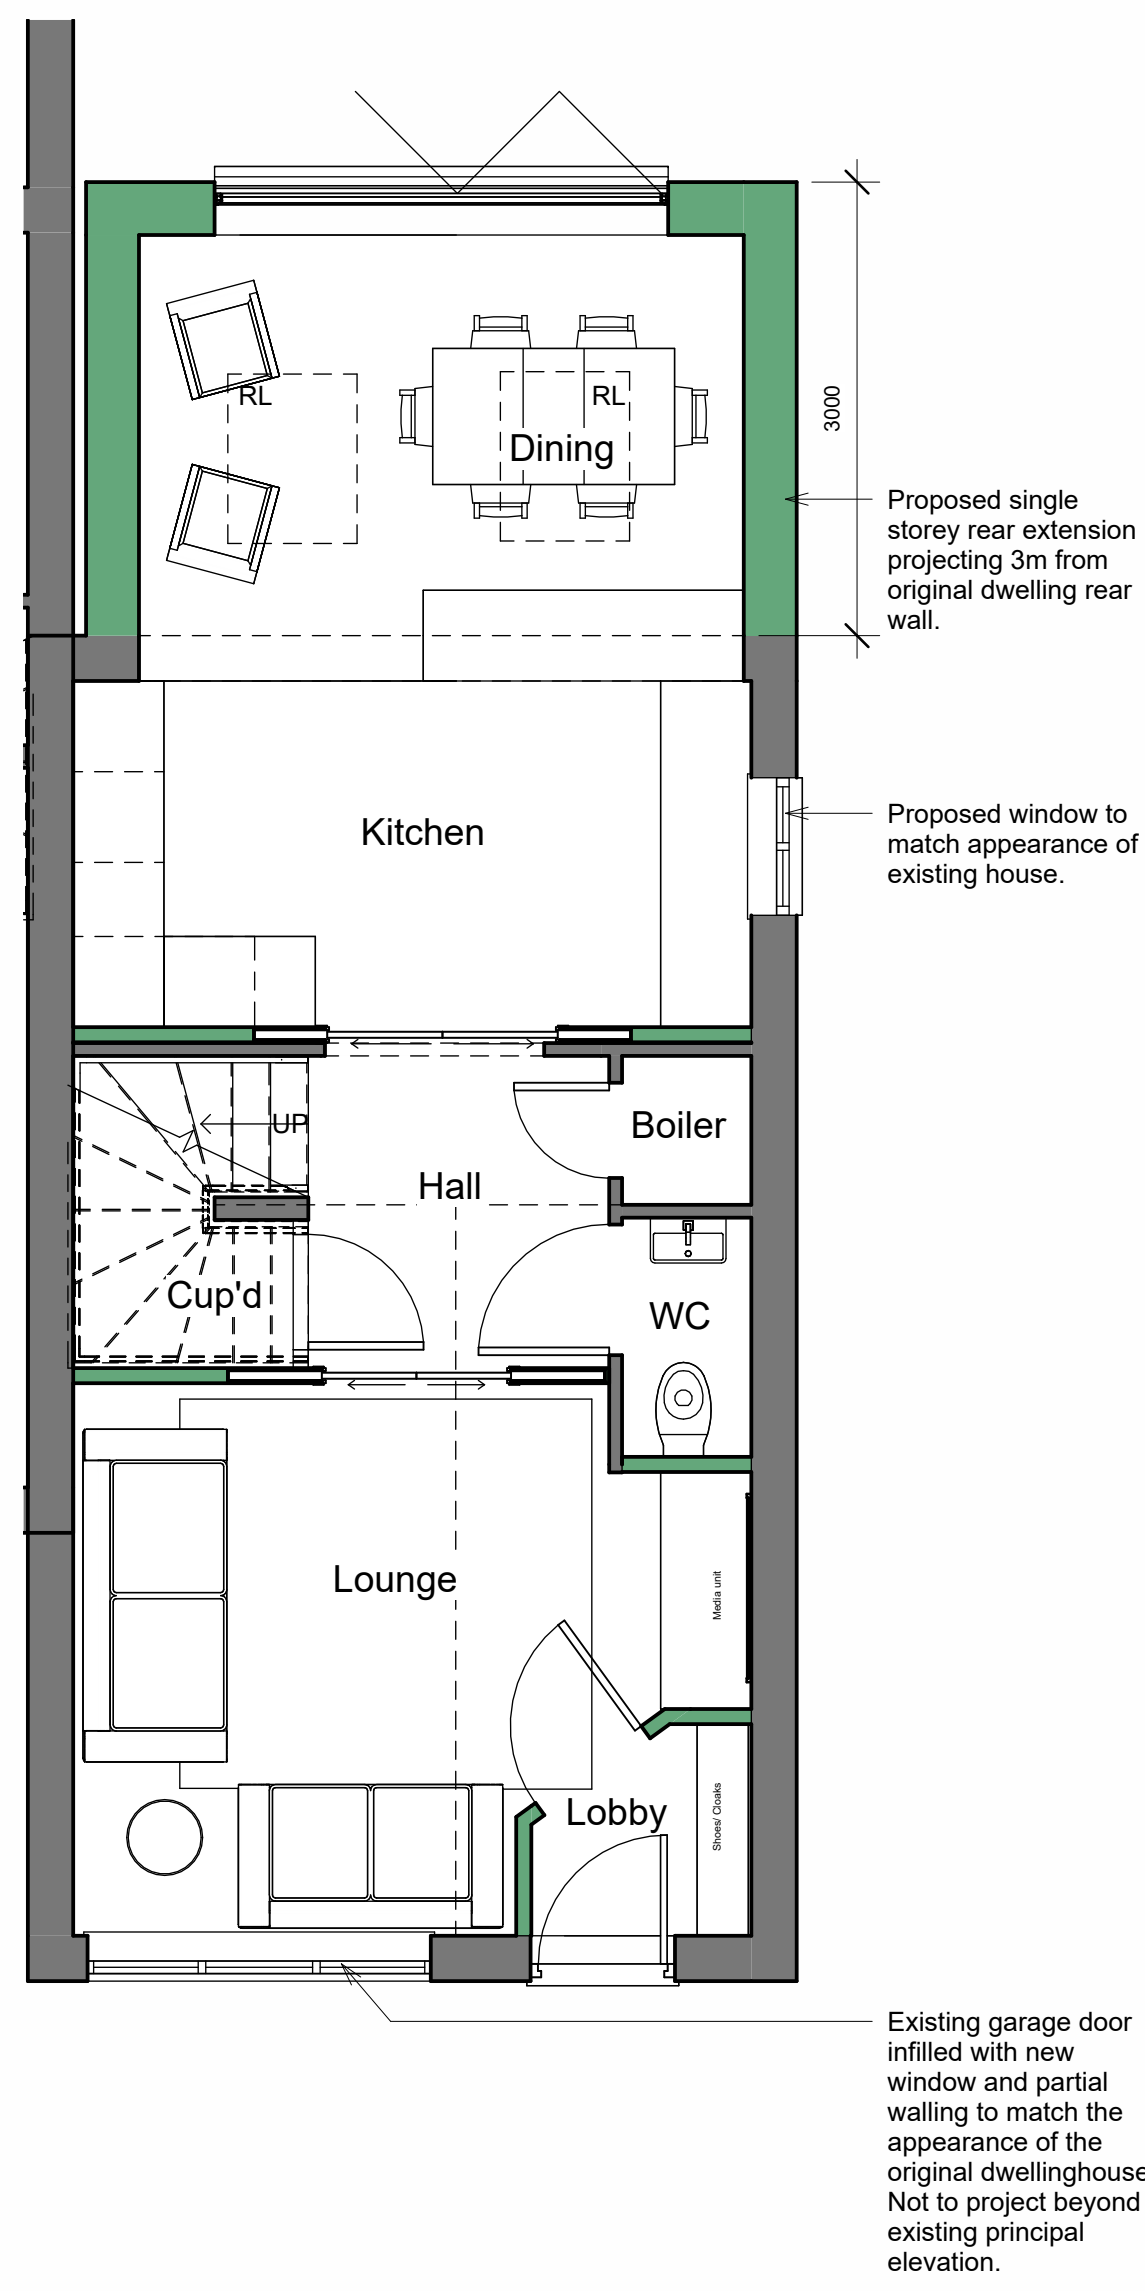 RL
RL
Dining
3000
Proposed single
storey rear extension
projecting 3m from
original dwelling rear
wall.
Kitchen
Proposed window to
match appearance of
existing house.
UP
Boiler
Hall
Cup'd
WC
Lounge
Media unit
Lobby
Shoes/ Cloaks
Existing garage door
infilled with new
window and partial
walling to match the
appearance of the
original dwellinghouse
Not to project beyond
existing principal
elevation.